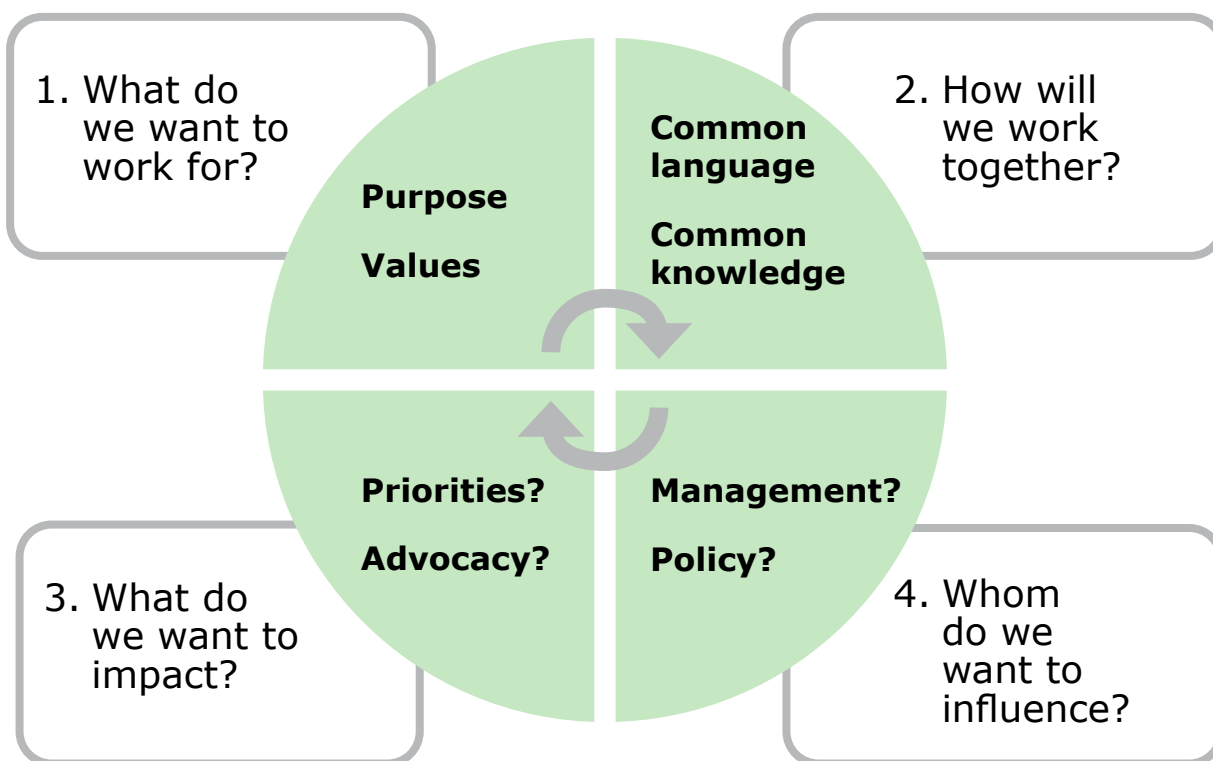 1. What do
we want to
work for?
Purpose
Values
Common
language
Common
knowledge
2. How will
we work
together?
3. What do
we want to
impact?
Priorities?
Advocacy?
Management?
Policy?
4. Whom
do we
want to
influence?